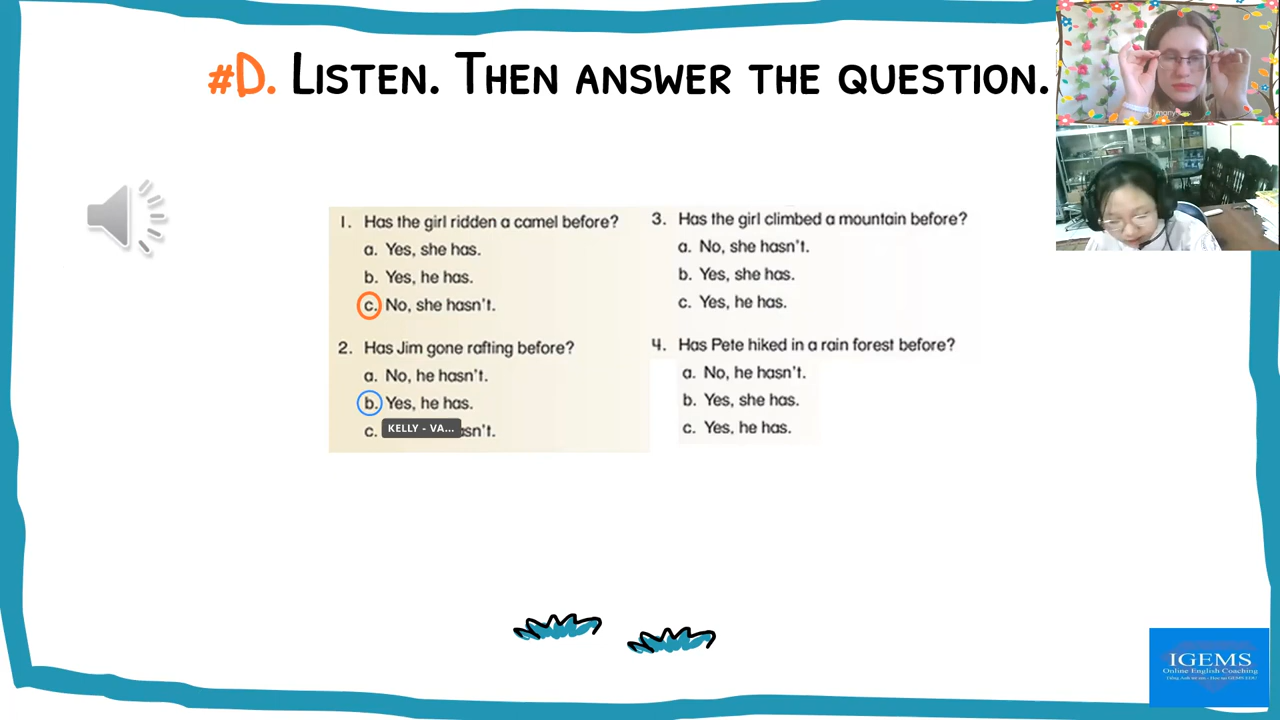 #D. LISTEN. THEN ANSWER THE QUESTION.
1. Has the girl ridden a camel before?
a. Yes, she has.
b. Yes, he has.
c. No, she hasn't.
2. Has Jim gone rafting before?
a. No, he hasn't.
b. Yes, he has.
c. asn't.
KELLY - VA...
3. Has the girl climbed a mountain before?
a. No, she hasn't.
b. Yes, she has.
c. Yes, he has.
4. Has Pete hiked in a rain forest before?
a. No, he hasn't.
b. Yes, she has.
c. Yes, he has.
IGEMS
Online English Coaching